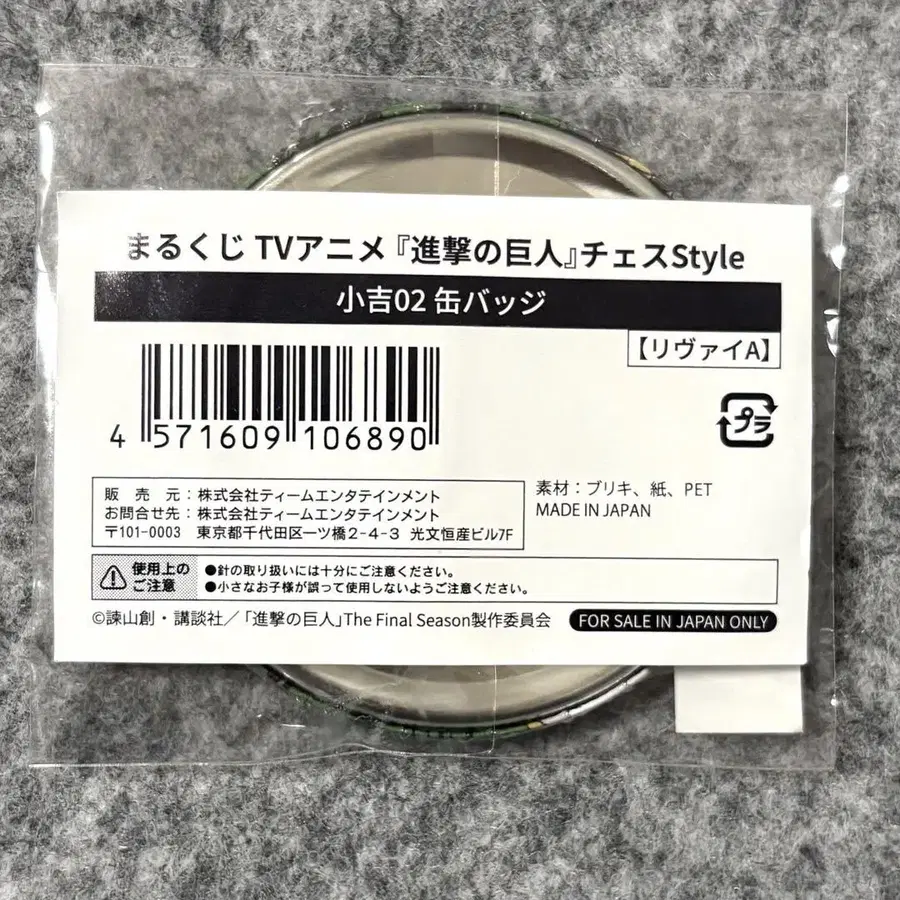 まるくじ TVアニメ『進撃の巨人』チェスStyle
小吉02 缶バッジ
【リヴァイA】
4 571609 106890
プラ
販売元：株式会社ティームエンタテインメント
お問合せ先：株式会社ティームエンタテインメント
〒101-0003 東京都千代田区一ツ橋2-4-3 光文恒産ビル7F
素材：ブリキ、紙、PET
MADE IN JAPAN
使用上の
ご注意
●針の取り扱いには十分にご注意ください。
●小さなお子様が誤って使用しないようご注意ください。
©諫山創・講談社／「進撃の巨人」The Final Season製作委員会
FOR SALE IN JAPAN ONLY